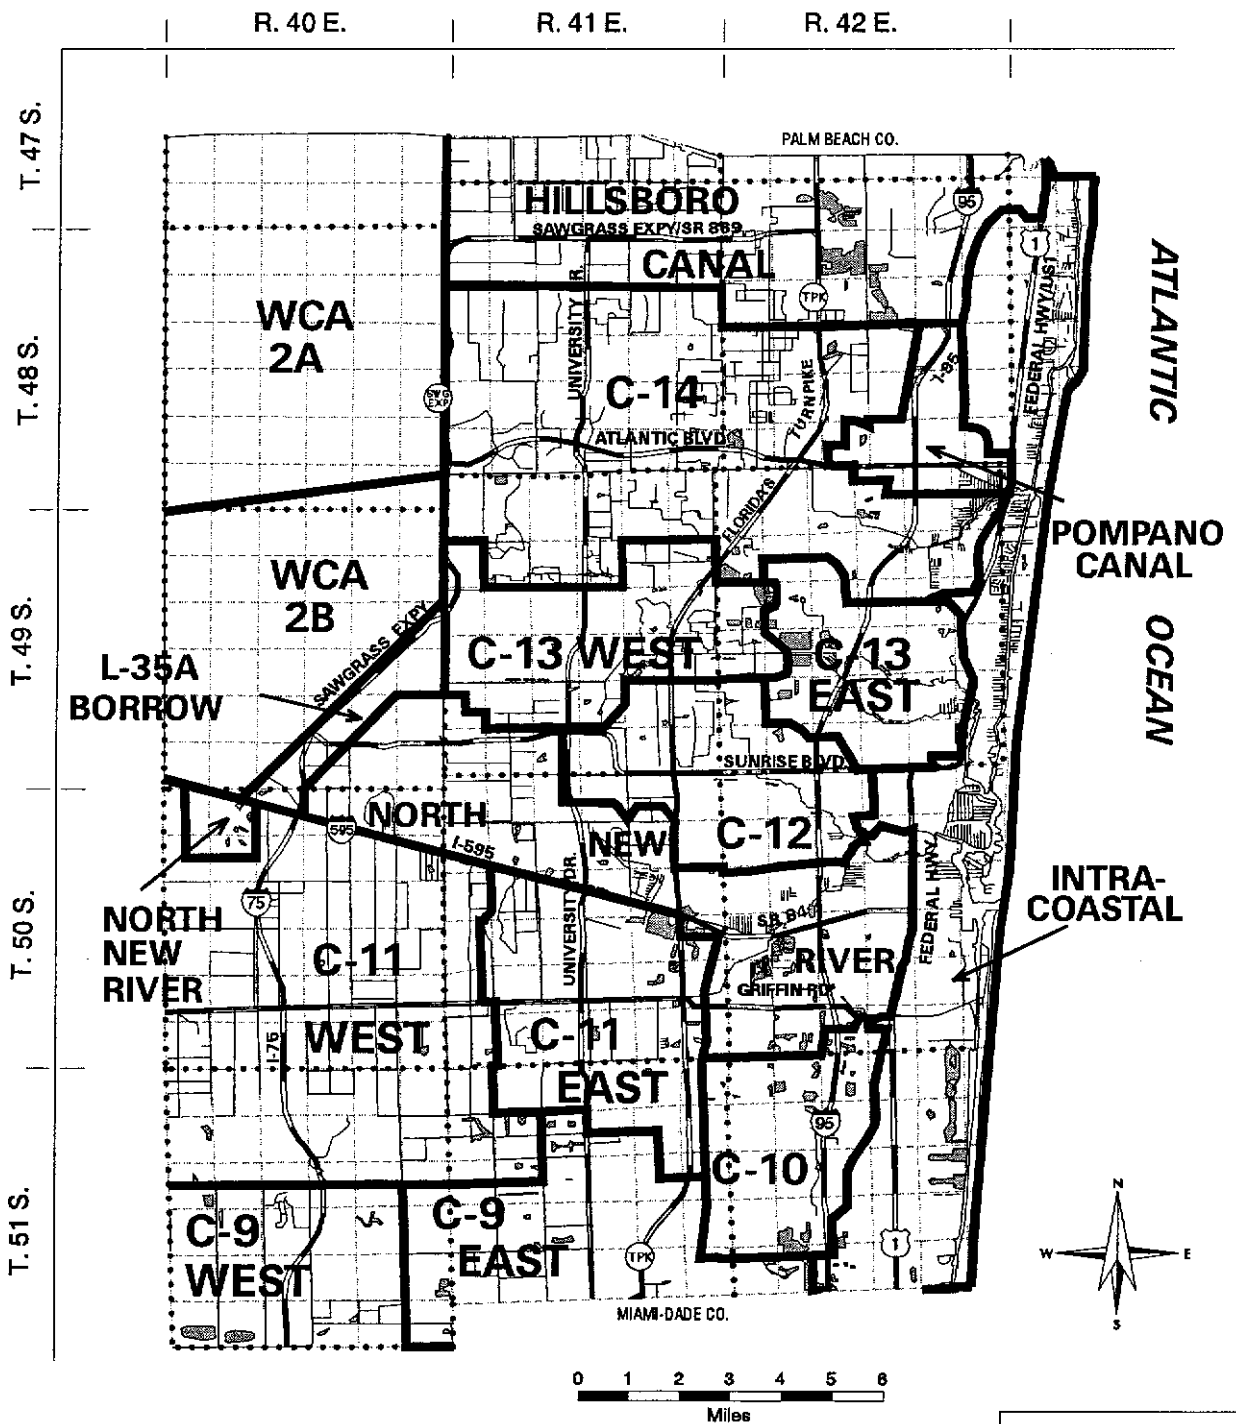 R. 40 E.
R. 41 E.
R. 42 E.
T. 47 S.
T. 48 S.
T. 49 S.
T. 50 S.
T. 51 S.
PALM BEACH CO.
HILLSBORO
SAWGRASS EXPY/SR 869
CANAL
95
1
TPK
WCA
2A
UNIVERSITY DR.
FEDERAL HWY/US1
ATLANTIC
OCEAN
SWG
EXP
C-14
TURNPIKE
I-95
ATLANTIC BLVD
FLORIDA'S
POMPANO
CANAL
WCA
2B
SAWGRASS EXPY
L-35A
BORROW
C-13 WEST
C-13
EAST
SUNRISE BLVD.
NORTH
NEW
595
I-595
C-12
FEDERAL HWY
INTRA-
COASTAL
NORTH
NEW
RIVER
75
UNIVERSITY DR.
SR 84
C-11
RIVER
GRIFFIN RD
WEST
I-75
C-11
EAST
95
C-10
C-9
WEST
C-9
EAST
TPK
1
MIAMI-DADE CO.
N
W
E
S
0 1 2 3 4 5 6
Miles